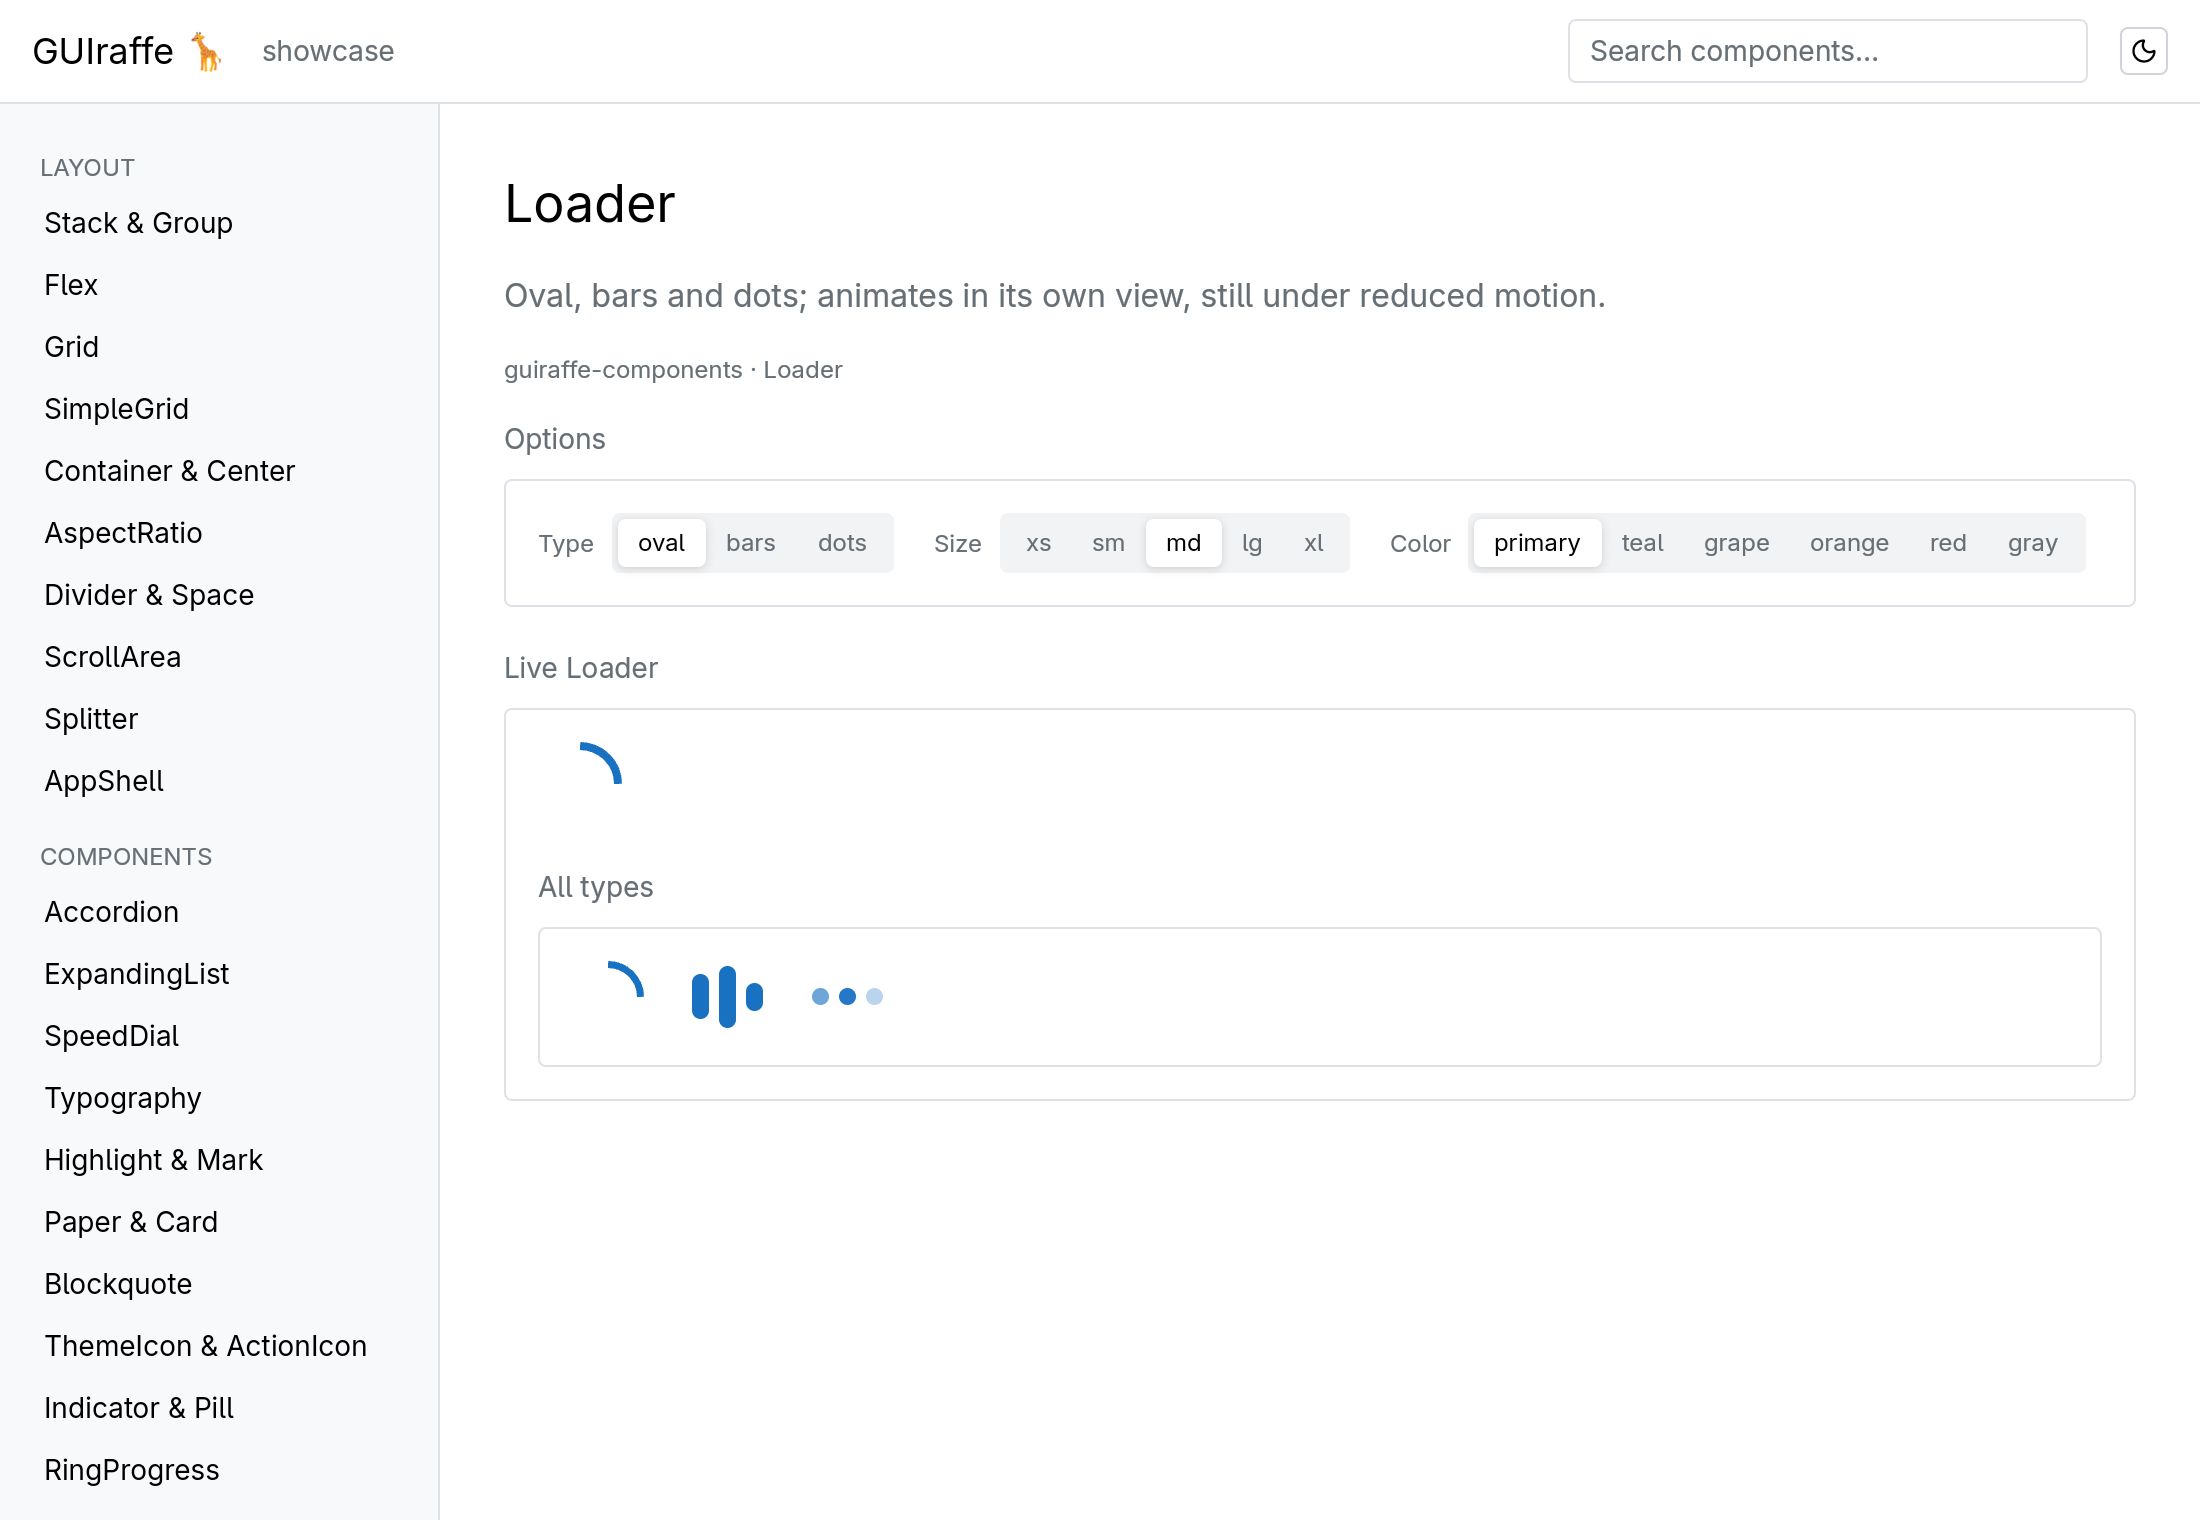 GUIraffe 🦒 showcase Search components...
LAYOUT
Stack & Group
Flex
Grid
SimpleGrid
Container & Center
AspectRatio
Divider & Space
ScrollArea
Splitter
AppShell
COMPONENTS
Accordion
ExpandingList
SpeedDial
Typography
Highlight & Mark
Paper & Card
Blockquote
ThemeIcon & ActionIcon
Indicator & Pill
RingProgress
Loader
Oval, bars and dots; animates in its own view, still under reduced motion.
guiraffe-components · Loader
Options
Type oval bars dots Size xs sm md lg xl Color primary teal grape orange red gray
Live Loader
All types